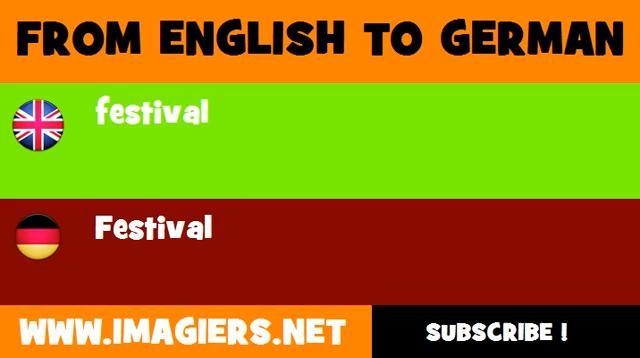 FROM ENGLISH TO GERMAN
festival
Festival
WWW.IMAGIERS.NET
SUBSCRIBE !